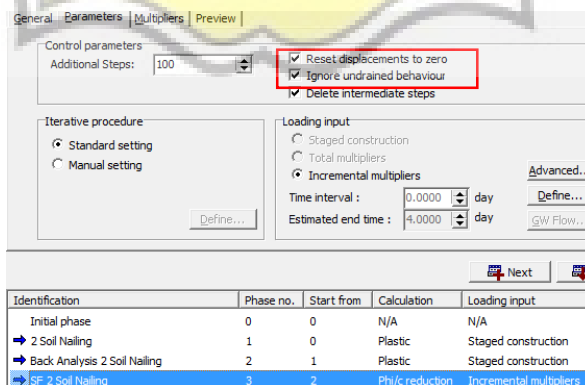 General Parameters Multipliers Preview
Control parameters
Additional Steps: 100
Reset displacements to zero
Ignore undrained behaviour
Delete intermediate steps
Iterative procedure
Standard setting
Manual setting
Define...
Loading input
Staged construction
Total multipliers
Incremental multipliers
Advanced..
Time interval : 0.0000 day
Define...
Estimated end time : 4.0000 day
GW Flow..
Next
Identification Phase no. Start from Calculation Loading input
Initial phase 0 0 N/A N/A
2 Soil Nailing 1 0 Plastic Staged construction
Back Analysis 2 Soil Nailing 2 1 Plastic Staged construction
SF 2 Soil Nailing 3 2 Phi/c reduction Incremental multipliers